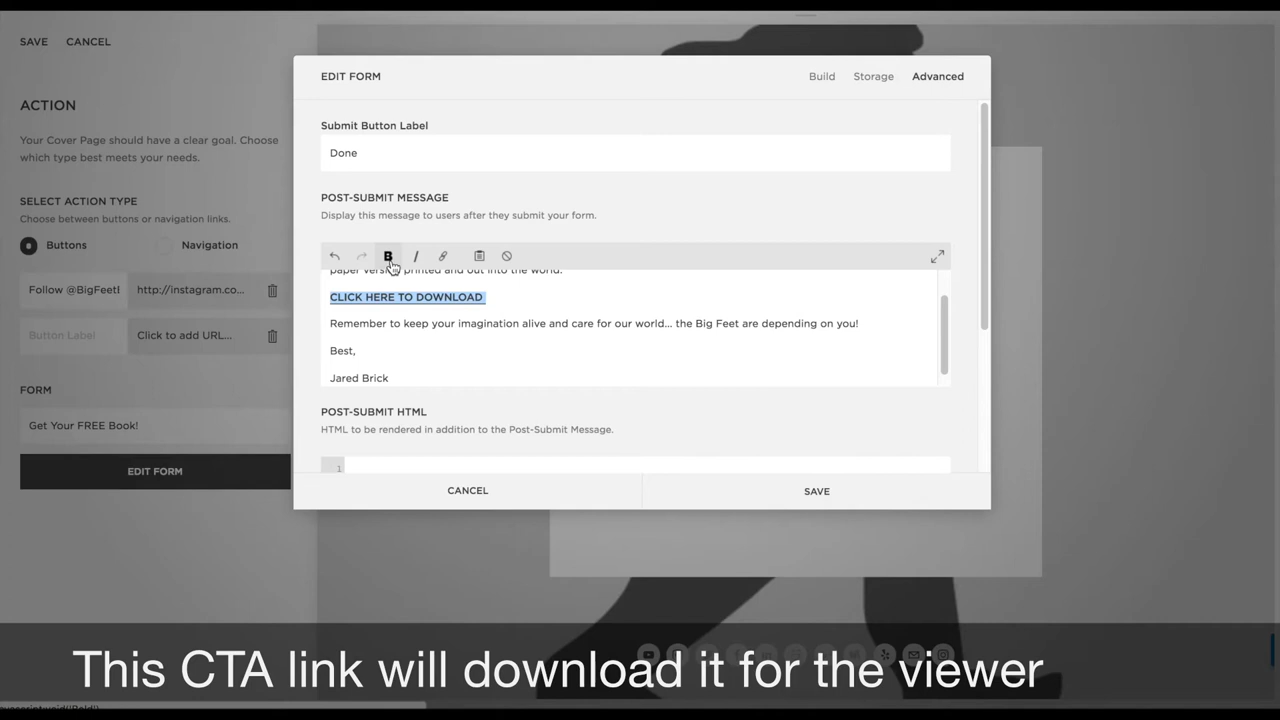 SAVE CANCEL
ACTION
Your Cover Page should have a clear goal. Choose
which type best meets your needs.
SELECT ACTION TYPE
Choose between buttons or navigation links.
Buttons Navigation
Follow @BigFeetI http://instagram.co...
Button Label Click to add URL...
FORM
Get Your FREE Book!
EDIT FORM
EDIT FORM
Build Storage Advanced
Submit Button Label
Done
POST-SUBMIT MESSAGE
Display this message to users after they submit your form.
B I
paper version printed and out into the world.
CLICK HERE TO DOWNLOAD
Remember to keep your imagination alive and care for our world... the Big Feet are depending on you!
Best,
Jared Brick
POST-SUBMIT HTML
HTML to be rendered in addition to the Post-Submit Message.
1
CANCEL SAVE
This CTA link will download it for the viewer